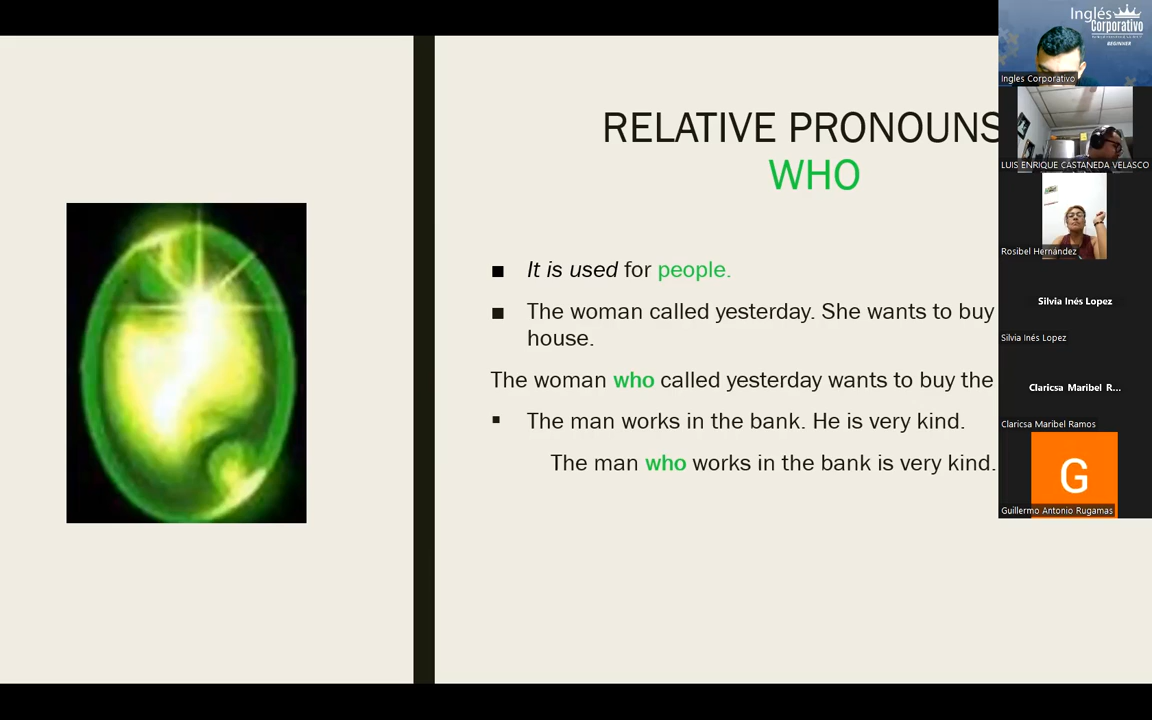 RELATIVE PRONOUNS
WHO
■ It is used for people.
■ The woman called yesterday. She wants to buy
house.
The woman who called yesterday wants to buy the
▪ The man works in the bank. He is very kind.
The man who works in the bank is very kind.
Inglés
Corporativo
BEGINNER
Ingles Corporativo
LUIS ENRIQUE CASTANEDA VELASCO
Rosibel Hernández
Silvia Inés Lopez
Silvia Inés Lopez
Claricsa Maribel R...
Claricsa Maribel Ramos
G
Guillermo Antonio Rugamas